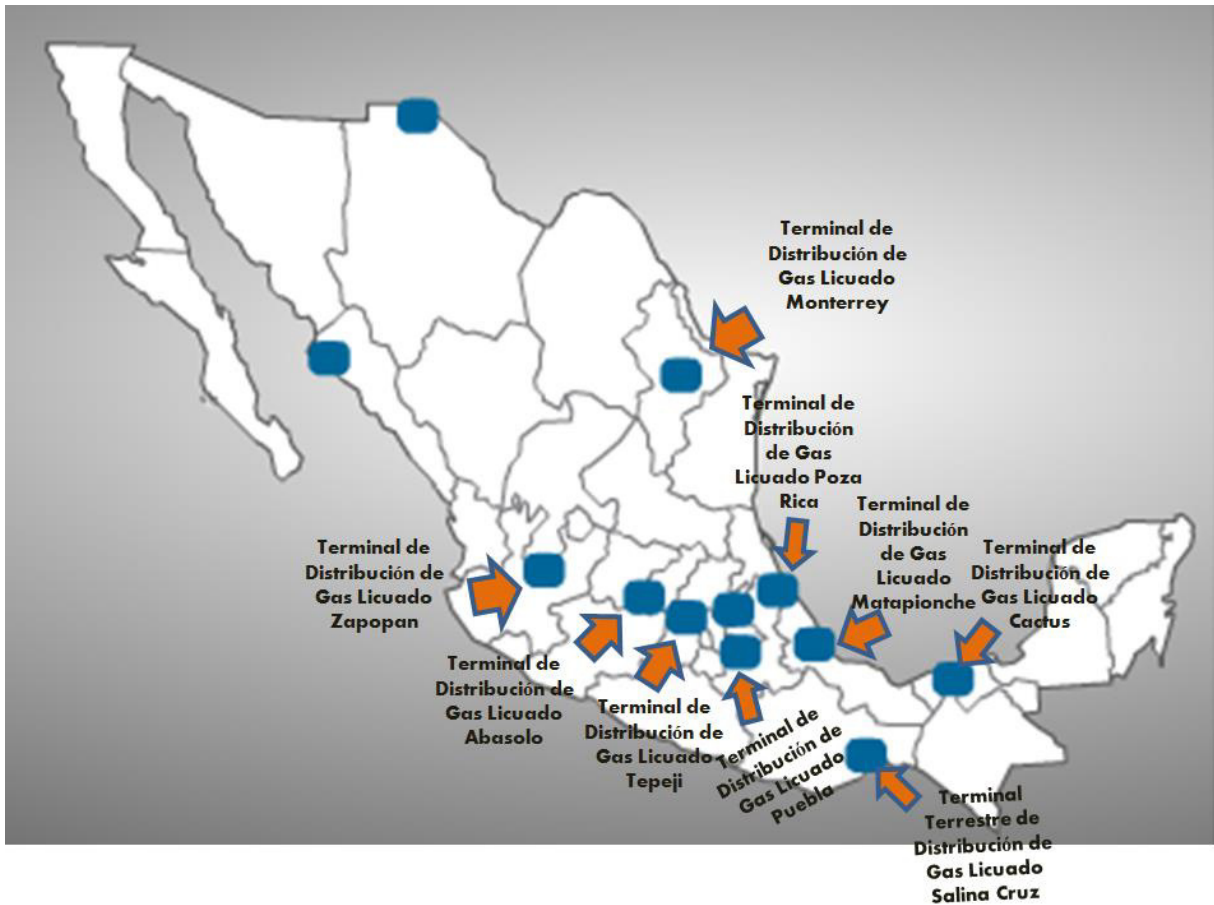 Terminal de
Distribución de
Gas Licuado
Monterrey
Terminal de
Distribución
de Gas
Licuado Poza
Rica
Terminal de
Distribución
de Gas
Licuado
Matapionche
Terminal de
Distribución de
Gas Licuado
Cactus
Terminal de
Distribución de
Gas Licuado
Zapopan
Terminal de
Distribución de
Gas Licuado
Abasolo
Terminal de
Distribución de
Gas Licuado
Tepeji
Terminal de
Distribución de
Gas Licuado
Puebla
Terminal
Terrestre de
Distribución de
Gas Licuado
Salina Cruz